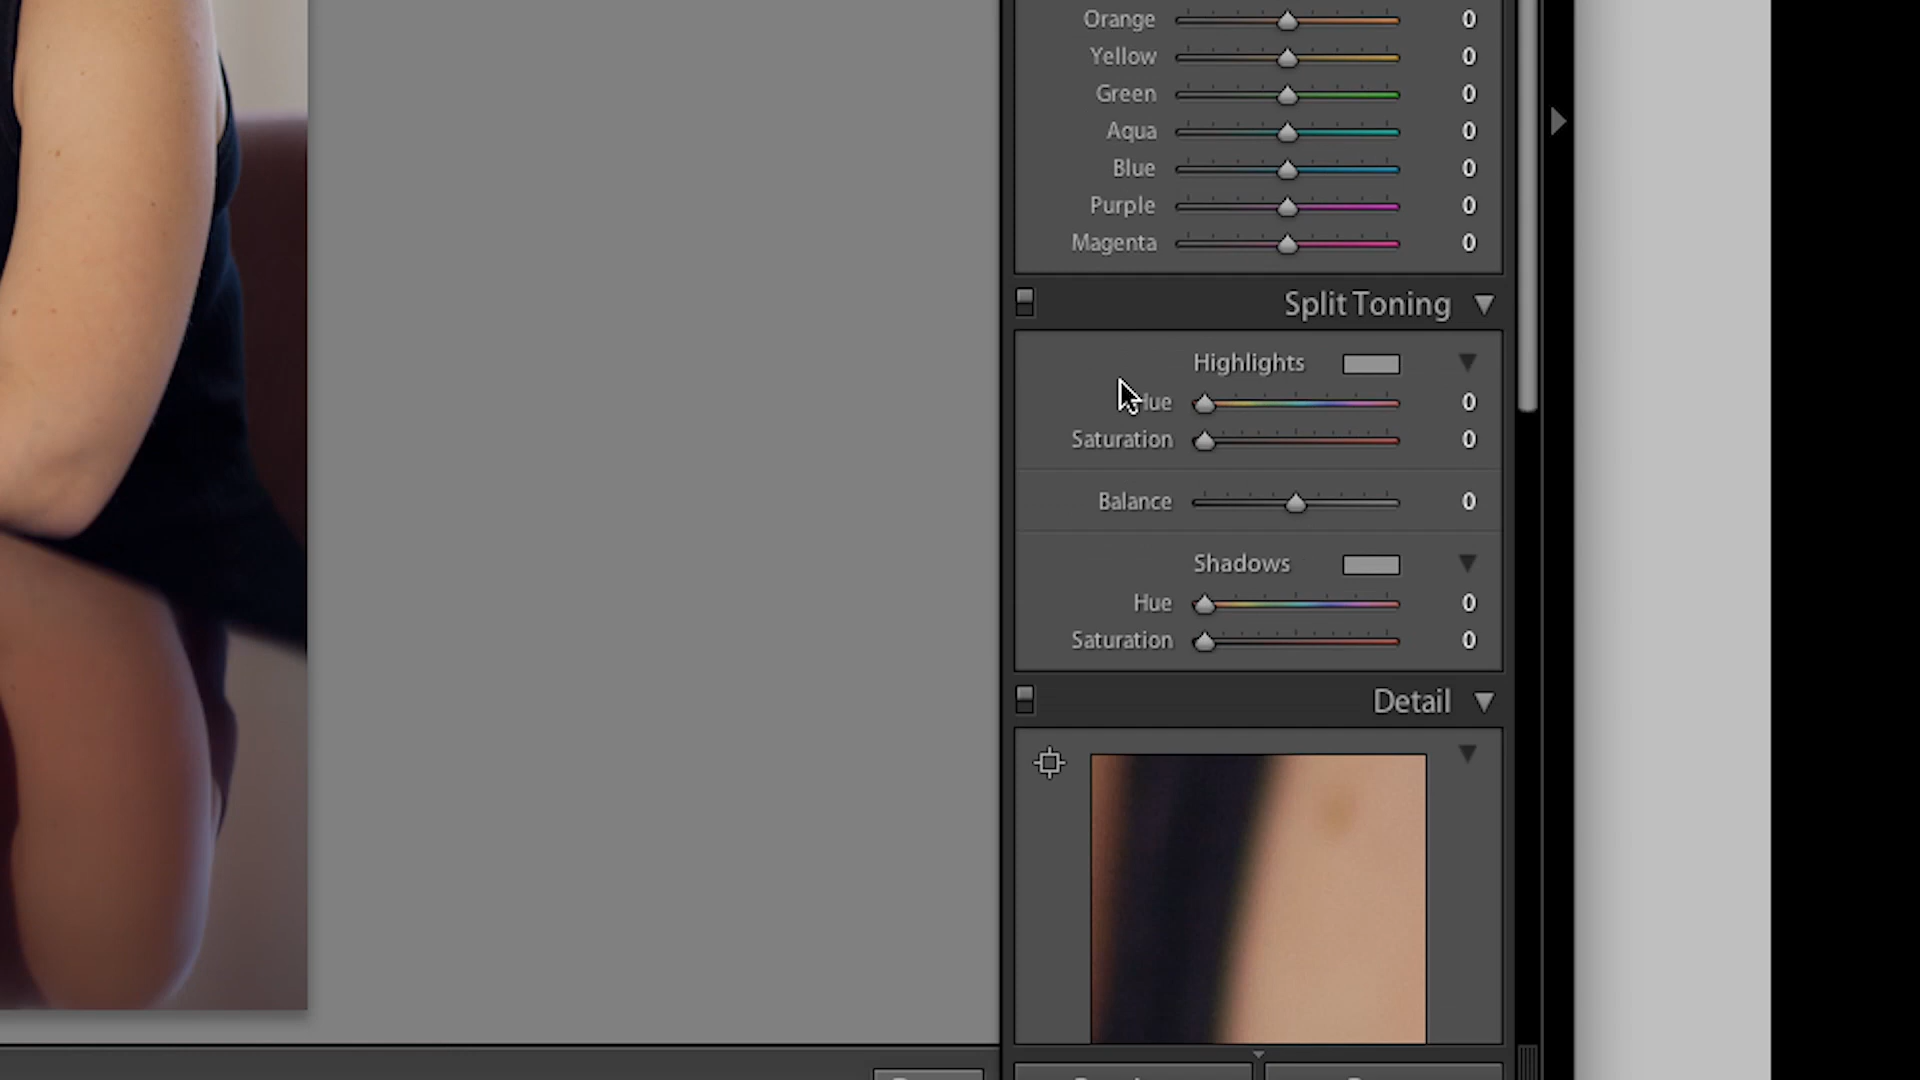 Orange 0
Yellow 0
Green 0
Aqua 0
Blue 0
Purple 0
Magenta 0
Split Toning
Highlights
Hue 0
Saturation 0
Balance 0
Shadows
Hue 0
Saturation 0
Detail